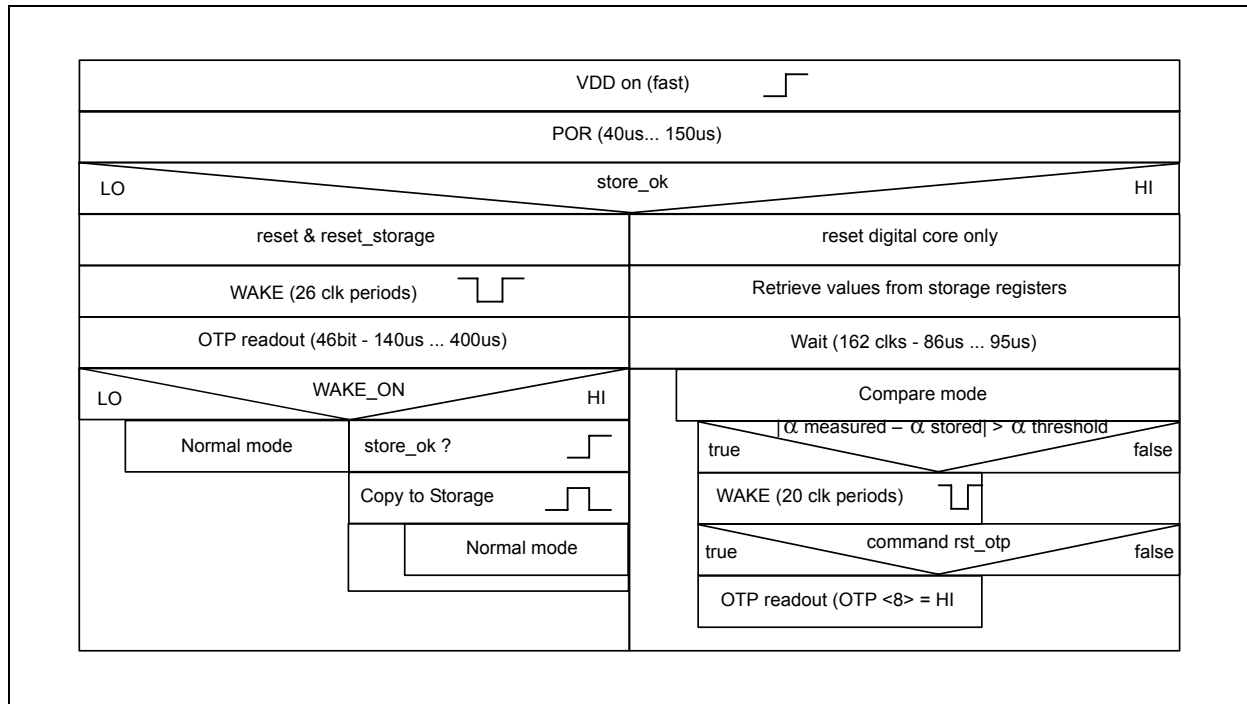 VDD on (fast)
POR (40us... 150us)
LO
store_ok
HI
reset & reset_storage
reset digital core only
WAKE (26 clk periods)
Retrieve values from storage registers
OTP readout (46bit - 140us ... 400us)
Wait (162 clks - 86us ... 95us)
LO
WAKE_ON
HI
Compare mode
Normal mode
store_ok ?
|α measured – α stored| > α threshold
true
false
Copy to Storage
WAKE (20 clk periods)
Normal mode
true
command rst_otp
false
OTP readout (OTP <8> = HI